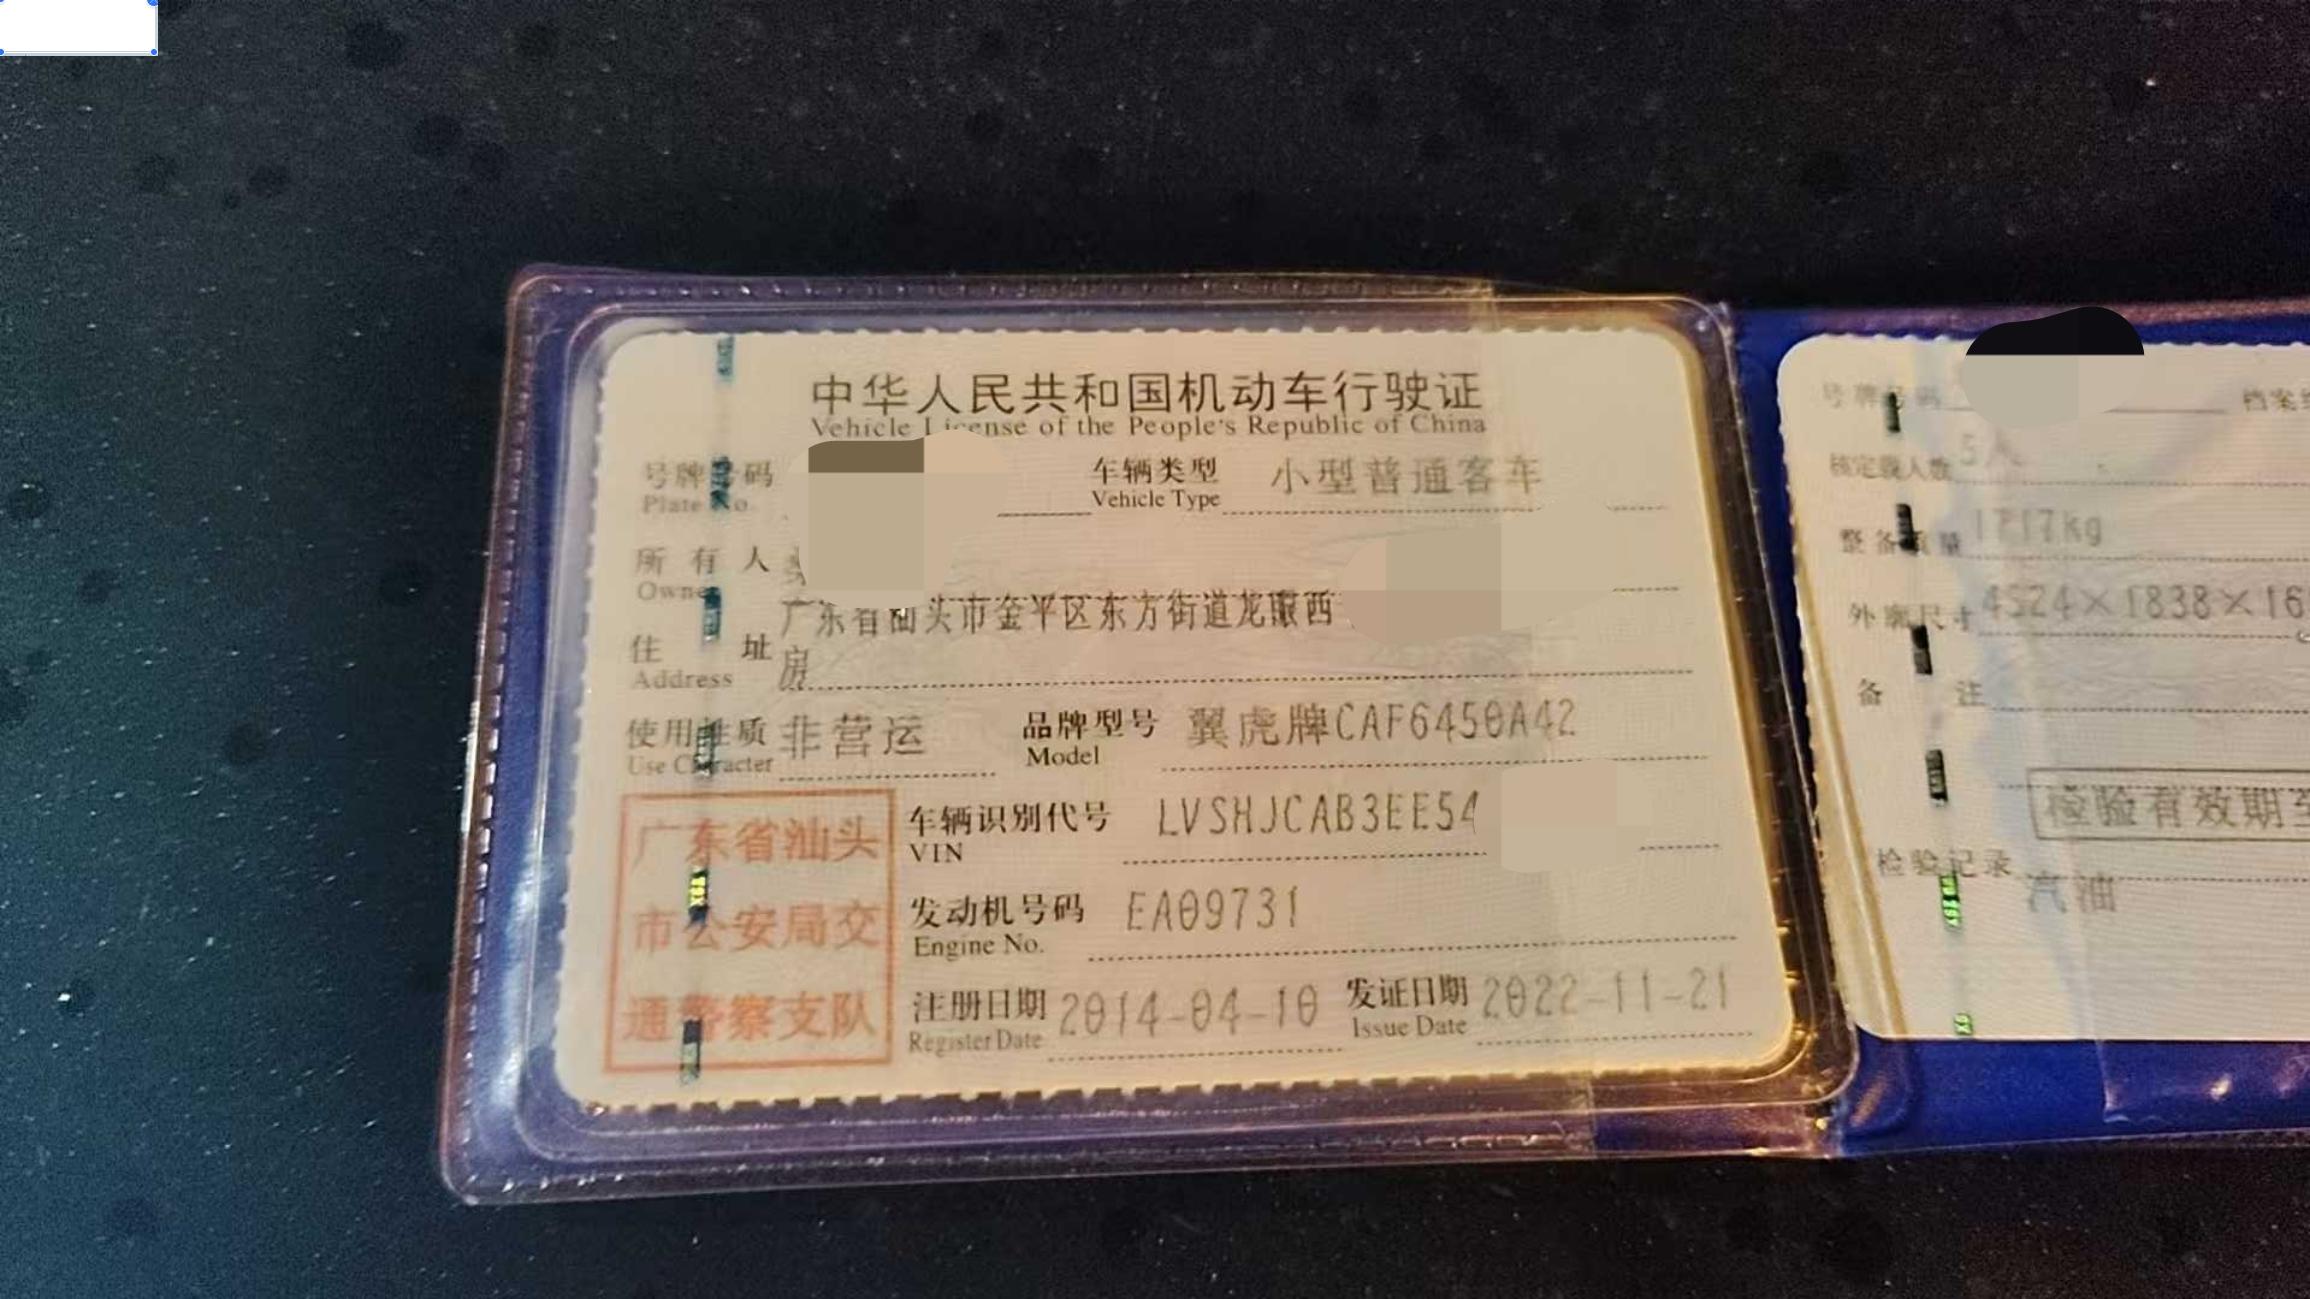 中华人民共和国机动车行驶证
Vehicle License of the People's Republic of China
号牌号码 车辆类型 小型普通客车
Plate No. Vehicle Type
所有人
Owner
广东省汕头市金平区东方街道龙眼西
住址
房
Address
使用性质 非营运 品牌型号 翼虎牌CAF6450A42
Use Character Model
广东省汕头
市公安局交
通警察支队
车辆识别代号 LVSHJCAB3EE54
VIN
发动机号码 EA09731
Engine No.
注册日期 2014-04-10 发证日期 2022-11-21
Register Date Issue Date
号牌号码 档案
核定载人数 5人
整备质量 1717kg
外廓尺寸 4524×1838×16
备注
检验有效期至
检验记录
汽油